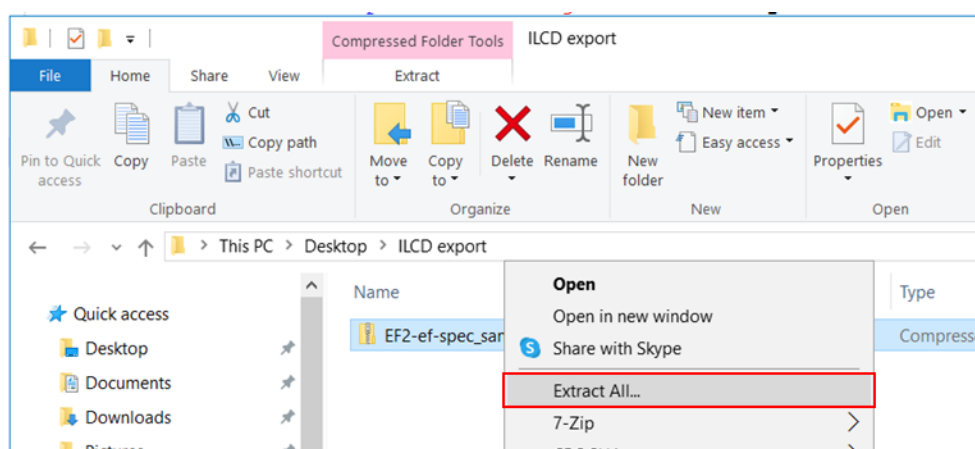 Compressed Folder Tools ILCD export
File Home Share View Extract
Pin to Quick access
Copy
Paste
Cut
Copy path
Paste shortcut
Move to
Copy to
Delete
Rename
New folder
New item
Easy access
Properties
Open
Edit
Clipboard Organize New Open
This PC > Desktop > ILCD export
Name Type
Quick access
Desktop
Documents
Downloads
EF2-ef-spec_sar
Compress
Open
Open in new window
Share with Skype
Extract All...
7-Zip